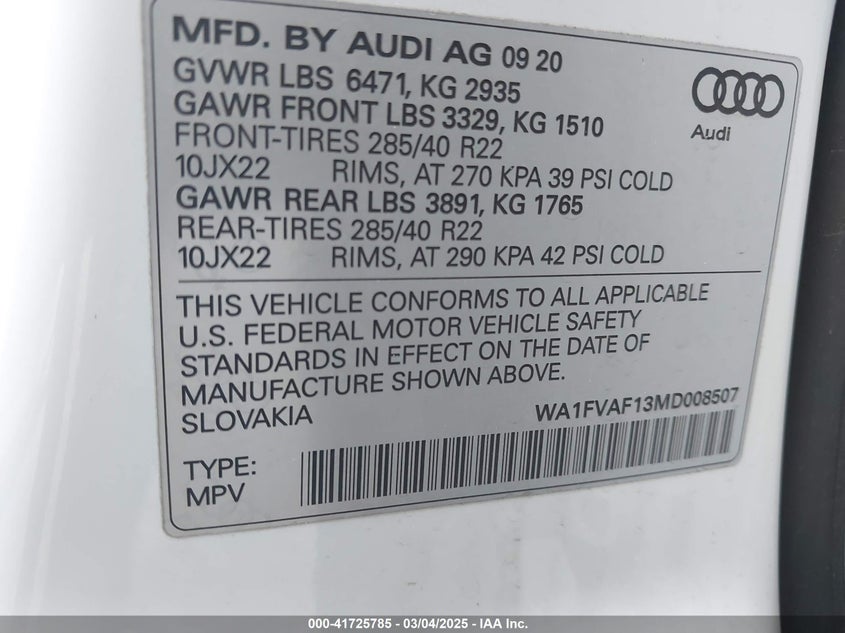 MFD. BY AUDI AG 09 20
GVWR LBS 6471, KG 2935
GAWR FRONT LBS 3329, KG 1510
FRONT-TIRES 285/40 R22
10JX22 RIMS, AT 270 KPA 39 PSI COLD
GAWR REAR LBS 3891, KG 1765
REAR-TIRES 285/40 R22
10JX22 RIMS, AT 290 KPA 42 PSI COLD
Audi
THIS VEHICLE CONFORMS TO ALL APPLICABLE
U.S. FEDERAL MOTOR VEHICLE SAFETY
STANDARDS IN EFFECT ON THE DATE OF
MANUFACTURE SHOWN ABOVE.
SLOVAKIA WA1FVAF13MD008507
TYPE:
MPV
000-41725785 - 03/04/2025 - IAA Inc.